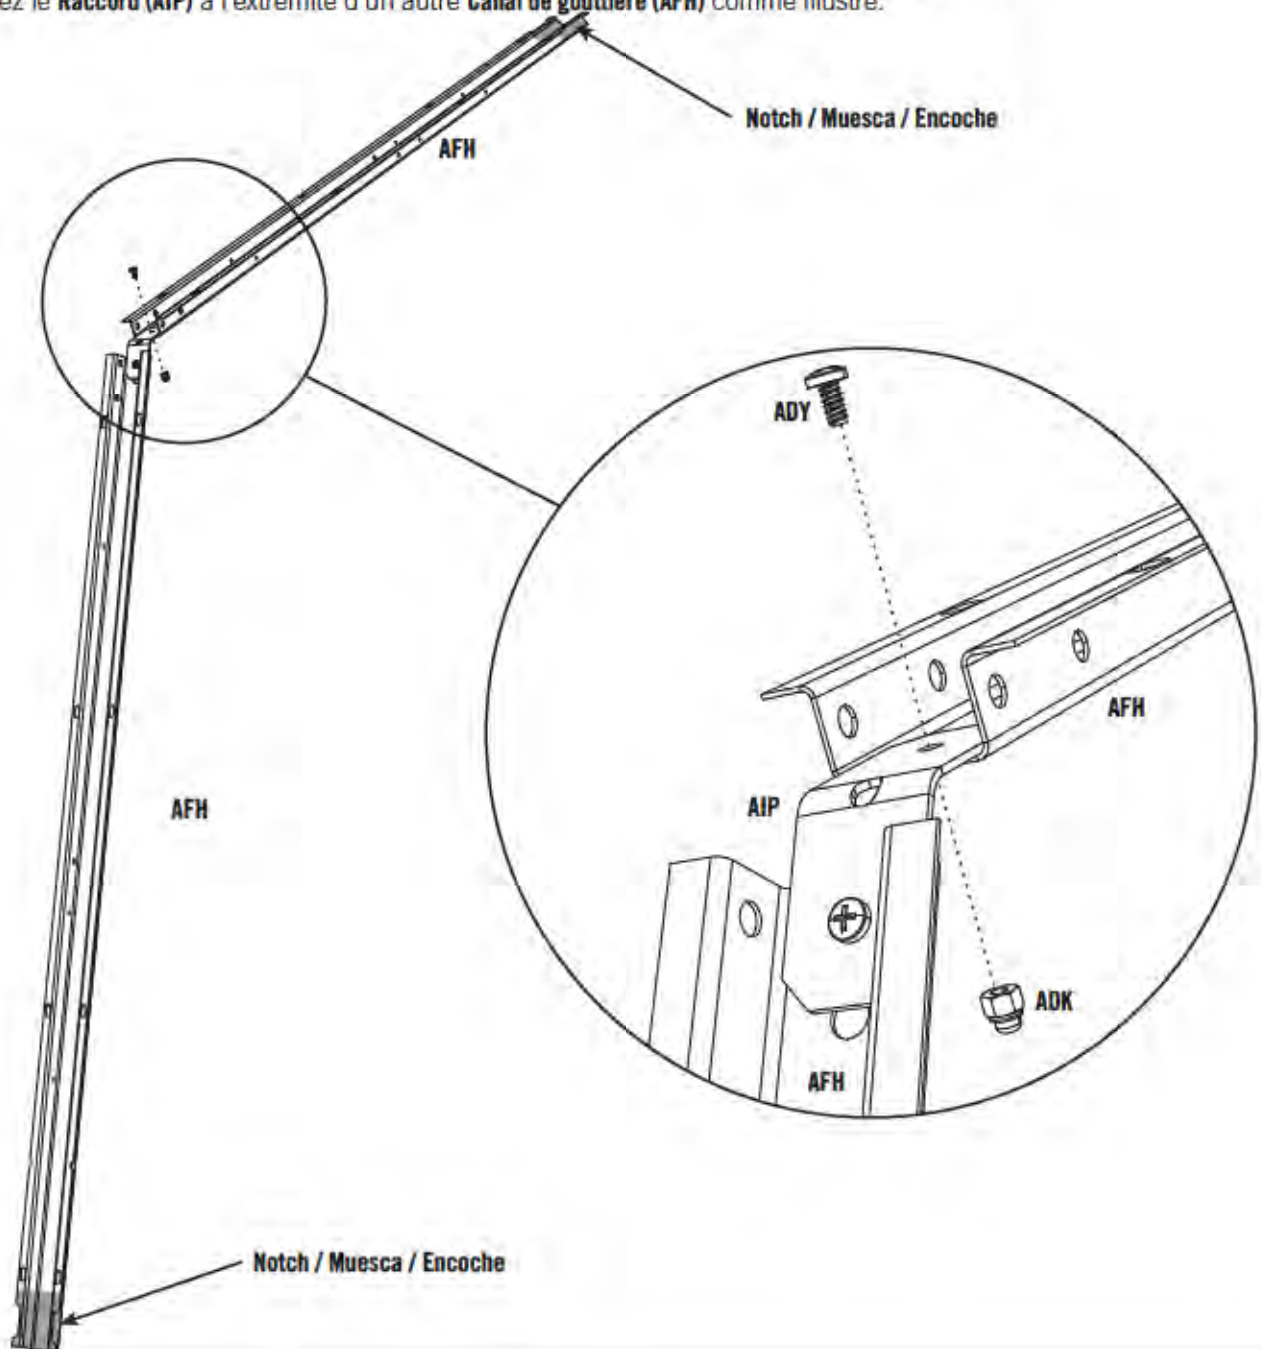 ez le Raccord (AIP) à l'extrémité d'un autre Canal de gouttière (AFH) comme illustré.
Notch / Muesca / Encoche
AFH
ADY
AFH
AIP
AFH
ADK
AFH
Notch / Muesca / Encoche